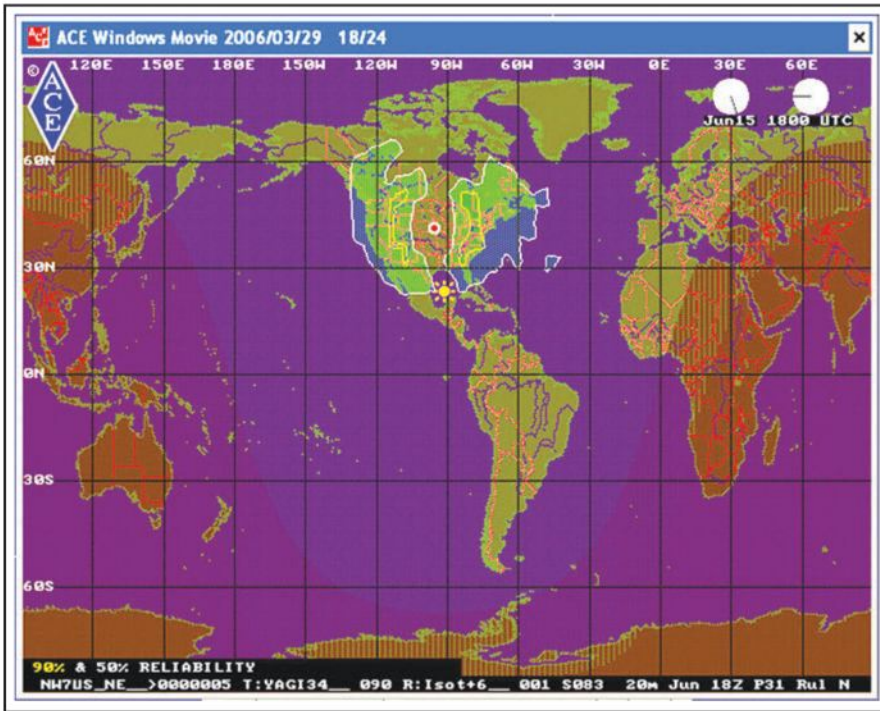 ACE Windows Movie 2006/03/29 18/24
© 120E 150E 180E 150W 120W 90W 60W 30W 0E 30E 60E
ACE
Jun15 1800 UTC
60N
30N
0N
30S
60S
90% & 50% RELIABILITY
NW7US_NE__>0000005 T:YAGI34__ 090 R:Isot+6__ 001 S083 20m Jun 18Z P31 Rul N